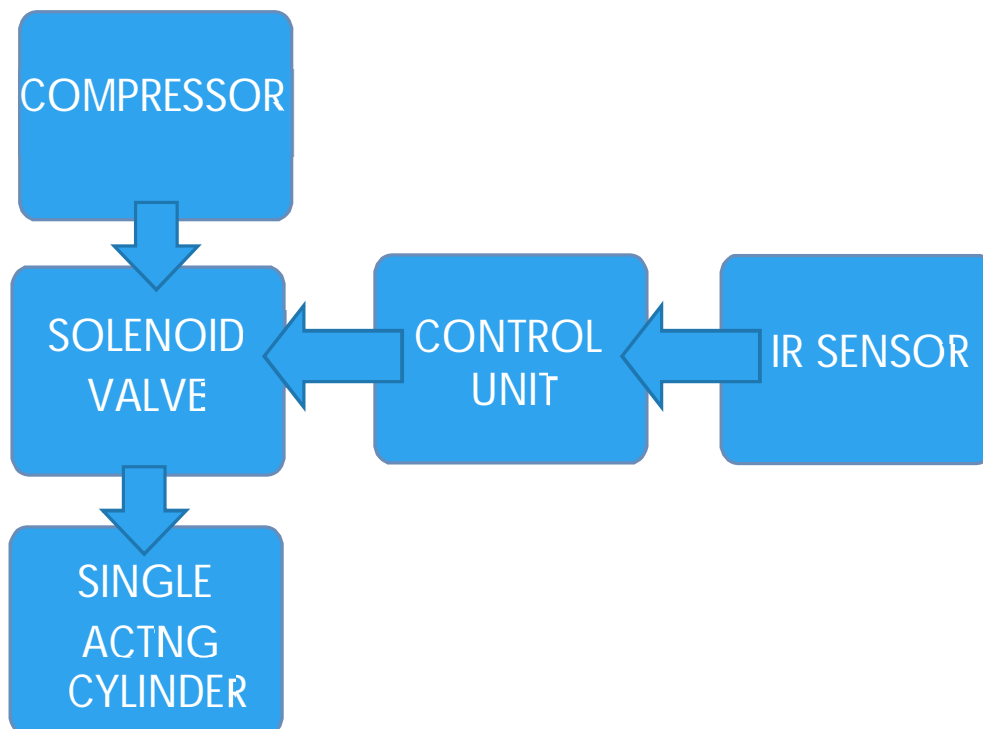 COMPRESSOR
SOLENOID
VALVE
CONTROL
UNIT
IR SENSOR
SINGLE
ACTNG
CYLINDER